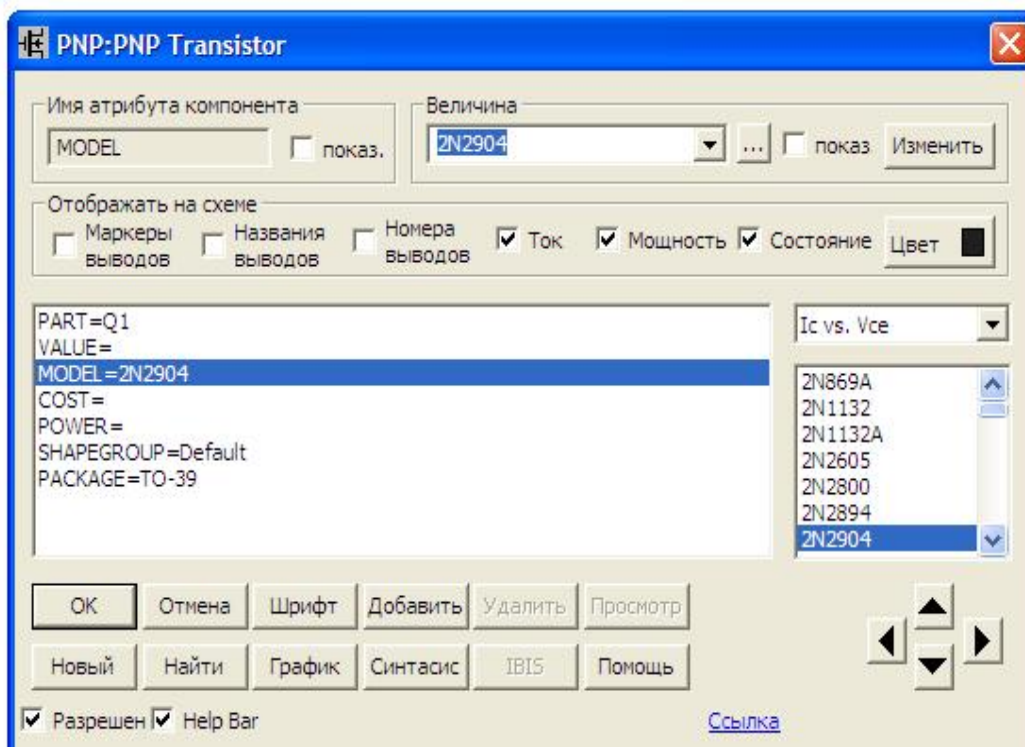 PNP:PNP Transistor
Имя атрибута компонента
MODEL
показ.
Величина
2N2904
...
показ
Изменить
Отображать на схеме
Маркеры
выводов
Названия
выводов
Номера
выводов
Ток
Мощность
Состояние
Цвет
PART=Q1
VALUE=
MODEL=2N2904
COST=
POWER=
SHAPEGROUP=Default
PACKAGE=TO-39
Ic vs. Vce
2N869A
2N1132
2N1132A
2N2605
2N2800
2N2894
2N2904
OK
Отмена
Шрифт
Добавить
Удалить
Просмотр
Новый
Найти
График
Синтасис
IBIS
Помощь
Разрешен
Help Bar
Ссылка